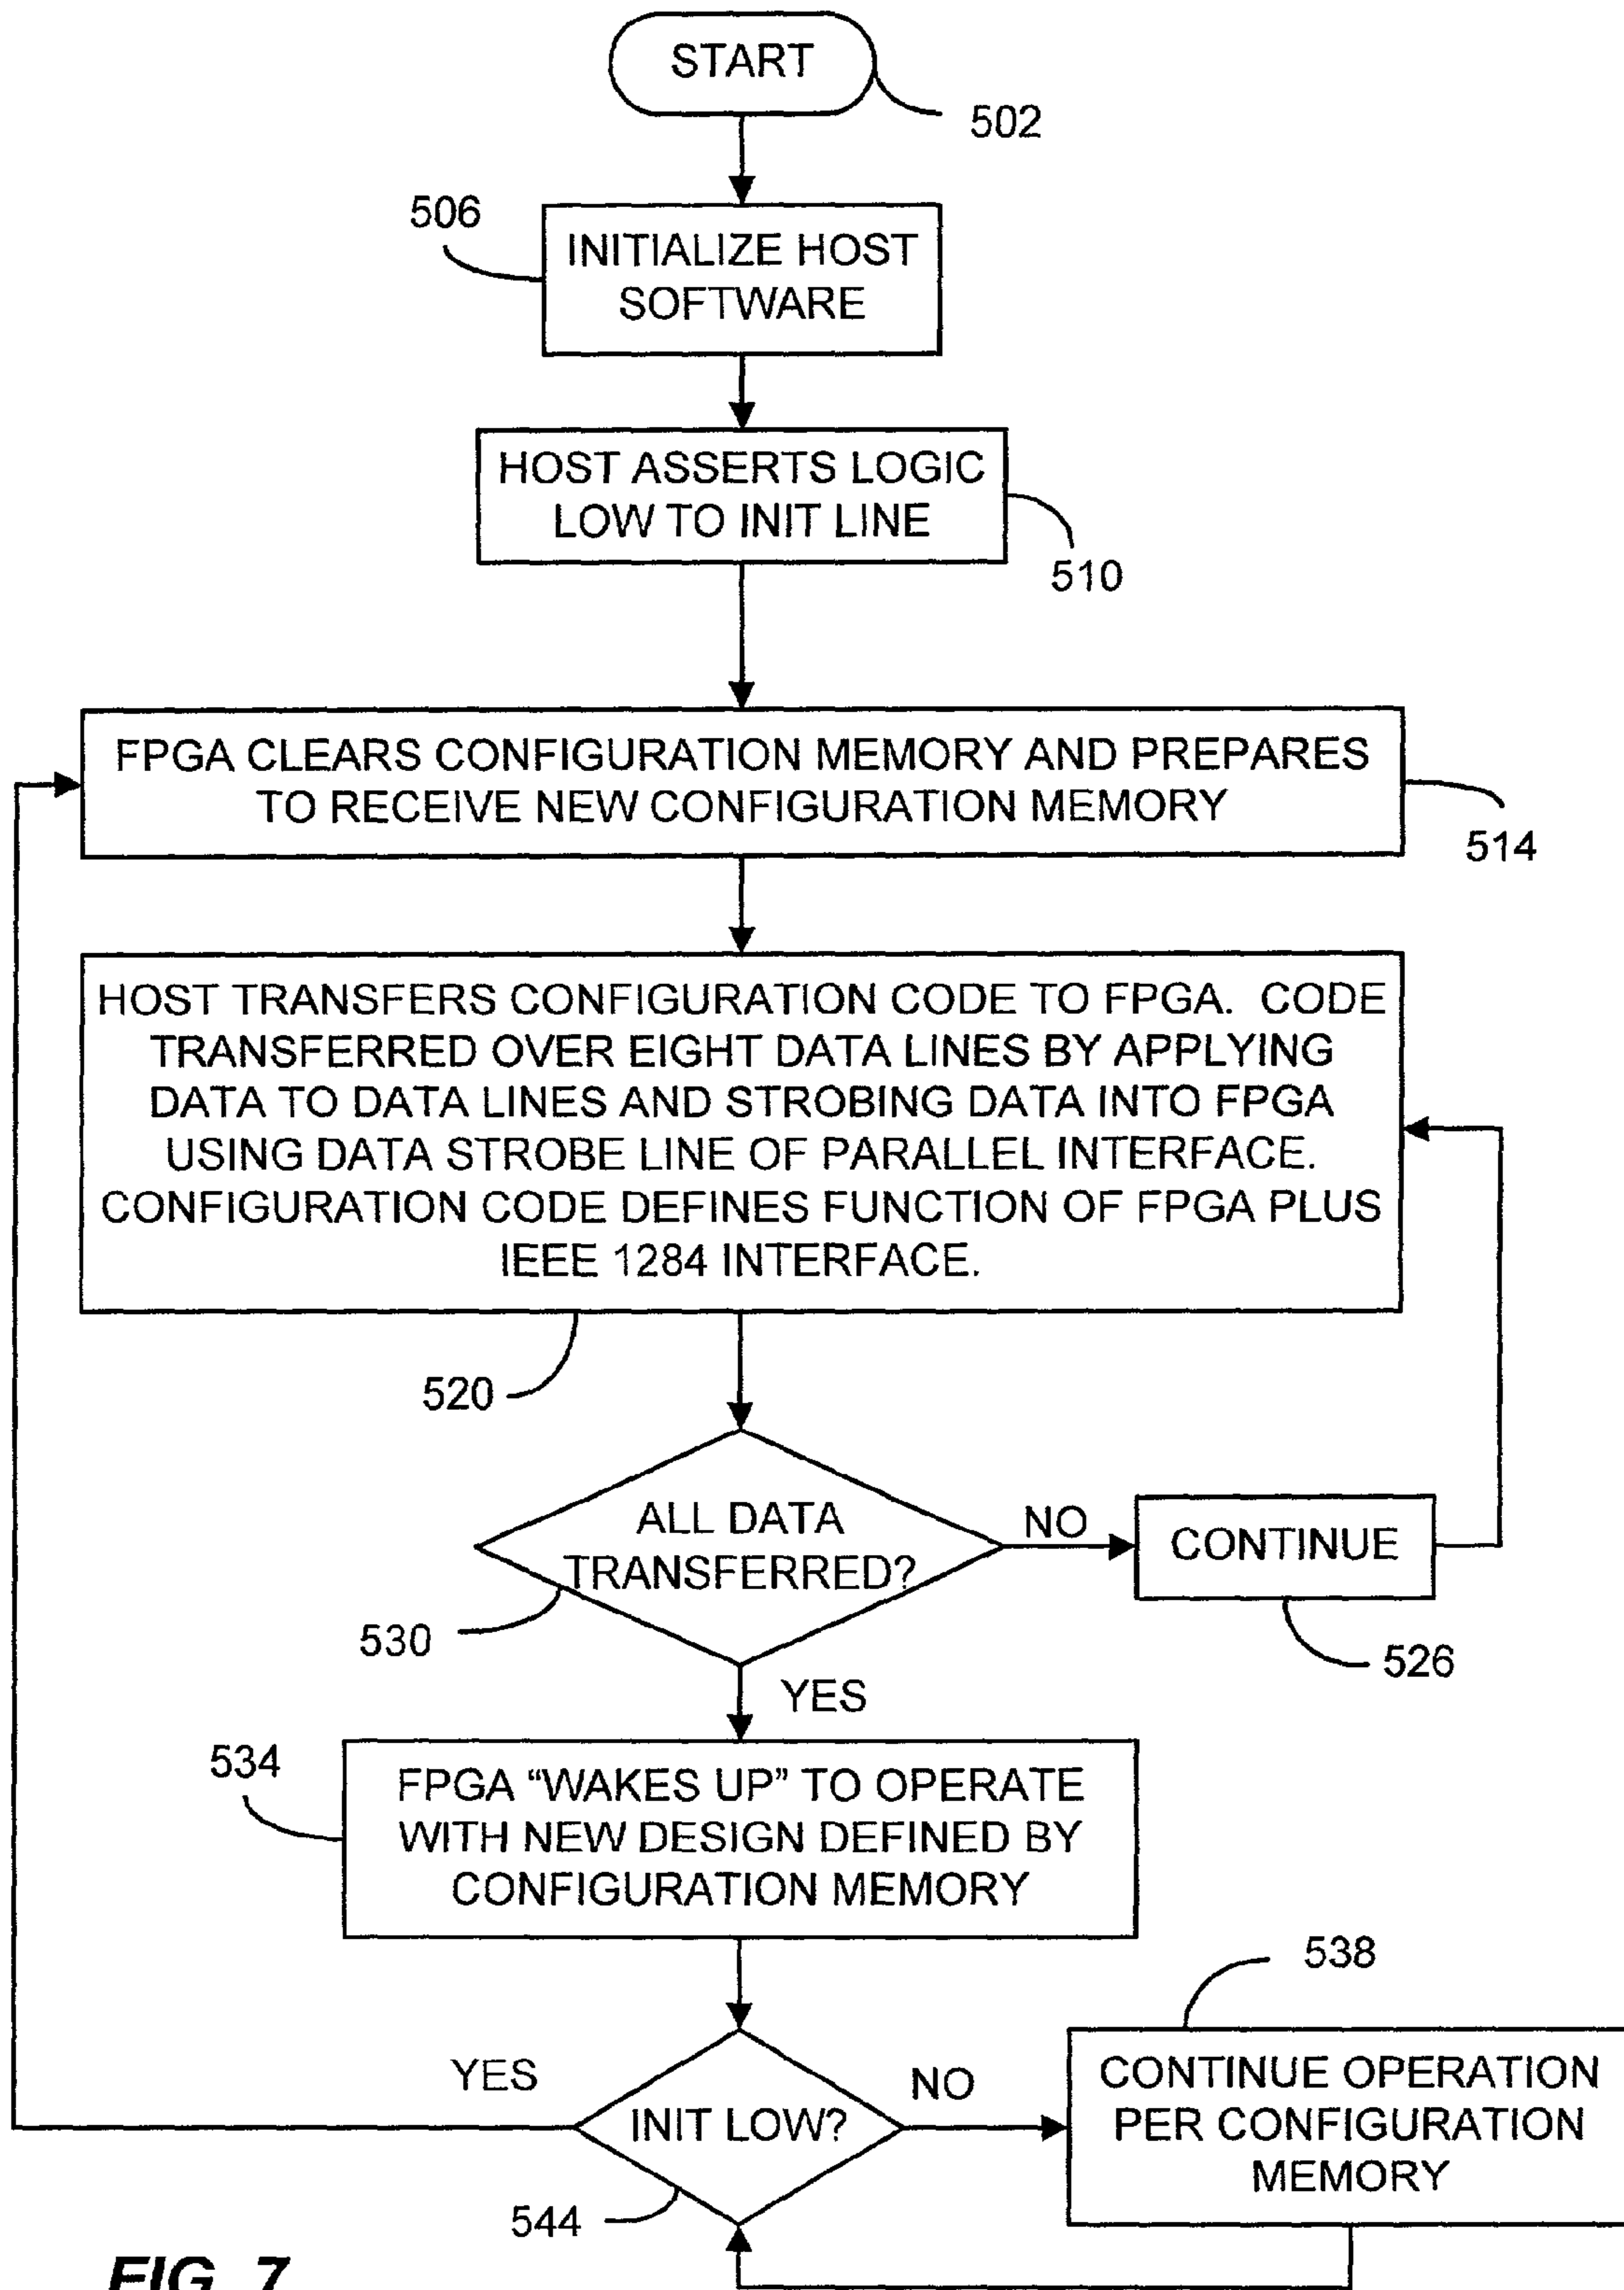 START
502
506
INITIALIZE HOST
SOFTWARE
HOST ASSERTS LOGIC
LOW TO INIT LINE
510
FPGA CLEARS CONFIGURATION MEMORY AND PREPARES
TO RECEIVE NEW CONFIGURATION MEMORY
514
HOST TRANSFERS CONFIGURATION CODE TO FPGA. CODE
TRANSFERRED OVER EIGHT DATA LINES BY APPLYING
DATA TO DATA LINES AND STROBING DATA INTO FPGA
USING DATA STROBE LINE OF PARALLEL INTERFACE.
CONFIGURATION CODE DEFINES FUNCTION OF FPGA PLUS
IEEE 1284 INTERFACE.
520
ALL DATA
TRANSFERRED?
530
NO
CONTINUE
526
YES
534
FPGA “WAKES UP” TO OPERATE
WITH NEW DESIGN DEFINED BY
CONFIGURATION MEMORY
538
YES
INIT LOW?
NO
544
CONTINUE OPERATION
PER CONFIGURATION
MEMORY
FIG. 7